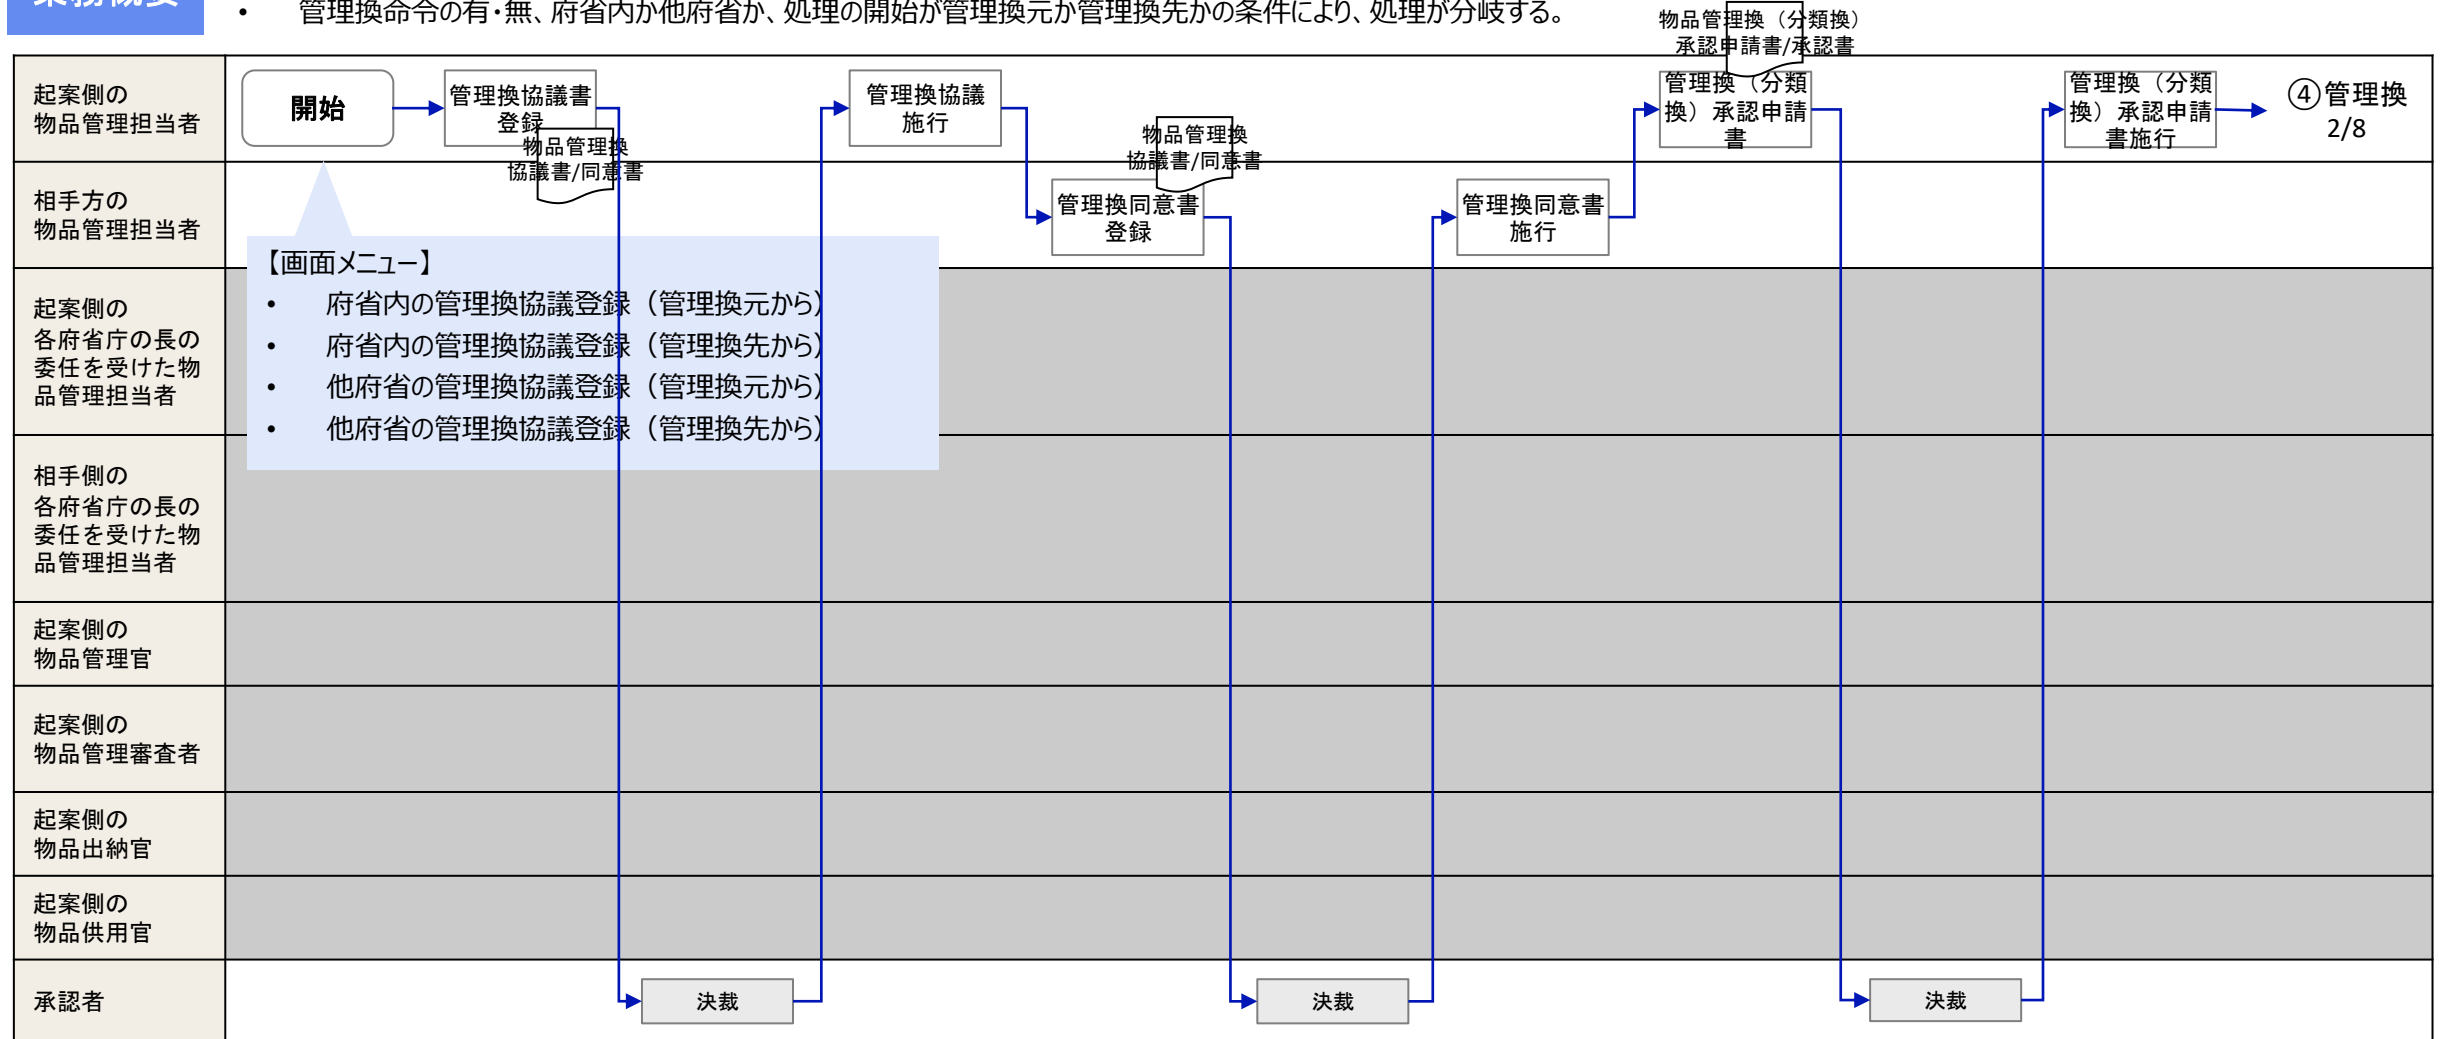 業務概要
• 管理換命令の有・無、府省内か他府省か、処理の開始が管理換元か管理換先かの条件により、処理が分岐する。
物品管理換（分類換）
承認申請書/承認書
起案側の
物品管理担当者
開始
管理換協議書
登録
物品管理換
協議書/同意書
管理換協議
施行
物品管理換
協議書/同意書
管理換（分類
換）承認申請
書
管理換（分類
換）承認申請
書施行
④管理換
2/8
相手方の
物品管理担当者
管理換同意書
登録
管理換同意書
施行
【画面メニュー】
• 府省内の管理換協議登録（管理換元から）
• 府省内の管理換協議登録（管理換先から）
• 他府省の管理換協議登録（管理換元から）
• 他府省の管理換協議登録（管理換先から）
起案側の
各府省庁の長の
委任を受けた物
品管理担当者
相手側の
各府省庁の長の
委任を受けた物
品管理担当者
起案側の
物品管理官
起案側の
物品管理審査者
起案側の
物品出納官
起案側の
物品供用官
承認者
決裁
決裁
決裁